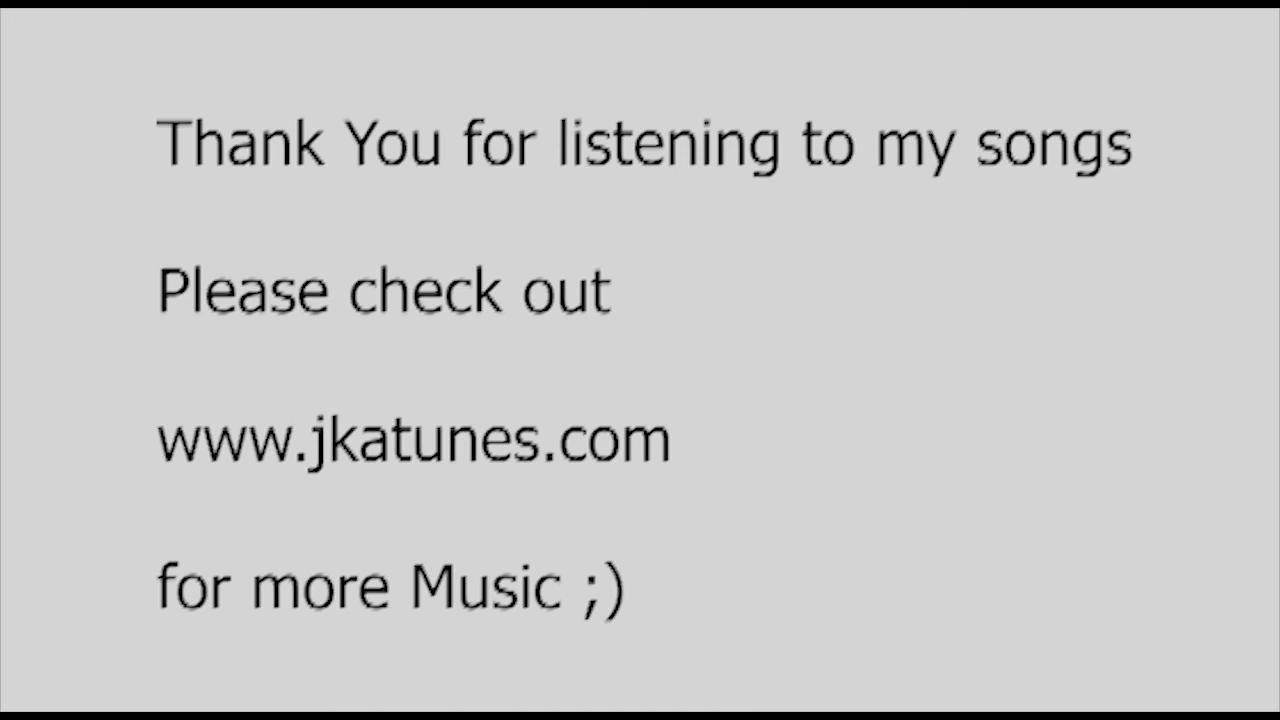 Thank You for listening to my songs
Please check out
www.jkatunes.com
for more Music ;)